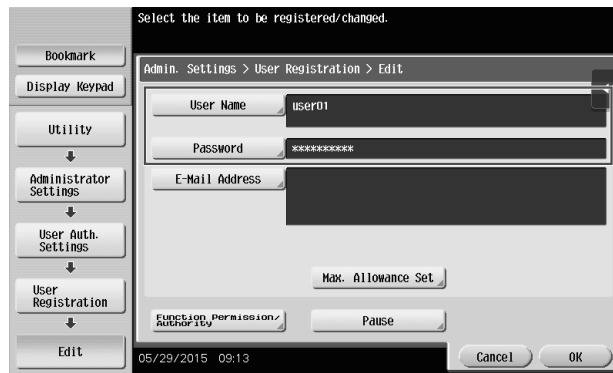 Select the item to be registered/changed.
Bookmark
Display Keypad
Utility
Administrator
Settings
User Auth.
Settings
User
Registration
Edit
Admin. Settings > User Registration > Edit
User Name
user01
Password
**********
E-Mail Address
Max. Allowance Set
Function Permission/
Authority
Pause
05/29/2015 09:13
Cancel
OK